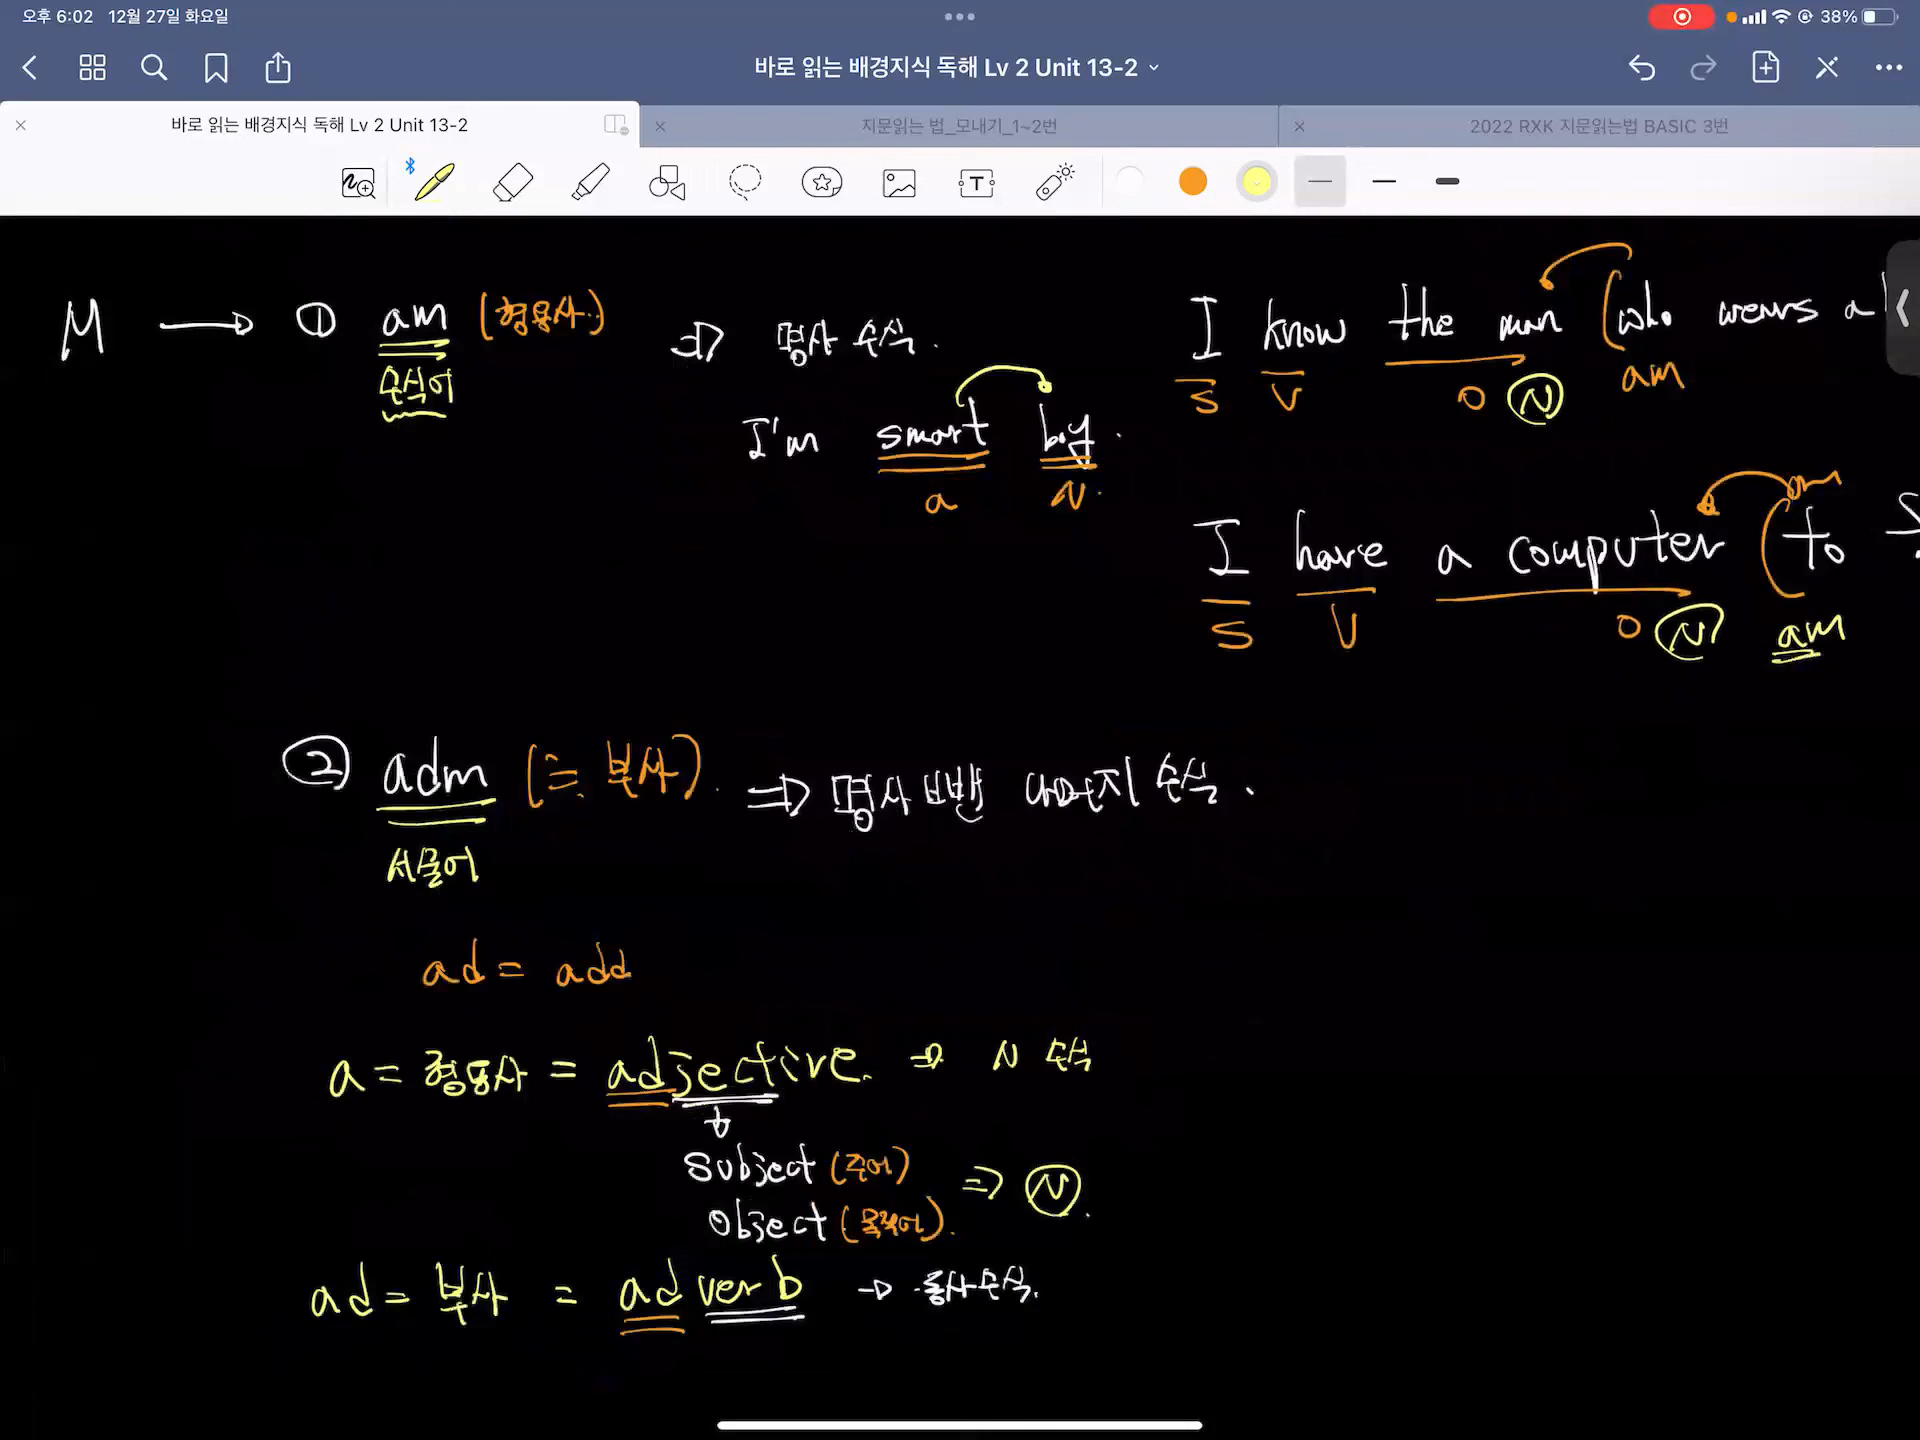 오후 6:02 12월 27일 화요일
38%
바로 읽는 배경지식 독해 Lv 2 Unit 13-2
바로 읽는 배경지식 독해 Lv 2 Unit 13-2
지문읽는 법_모내기_1~2번
2022 RXK 지문읽는법 BASIC 3번
M → ① am (형용사) ⇒ 명사 수식.
수식어
I'm smart boy.
a N.
I know the man (who wears a
S V O N am
I have a computer (to
am
S V O N am
② adm (≒ 부사). ⇒ 명사 뺀 나머지 수식.
서술어
ad = add
a = 형용사 = adjective. ⇒ N 수식
subject (주어)
object (목적어).
⇒ N.
ad = 부사 = ad verb → 동사수식.